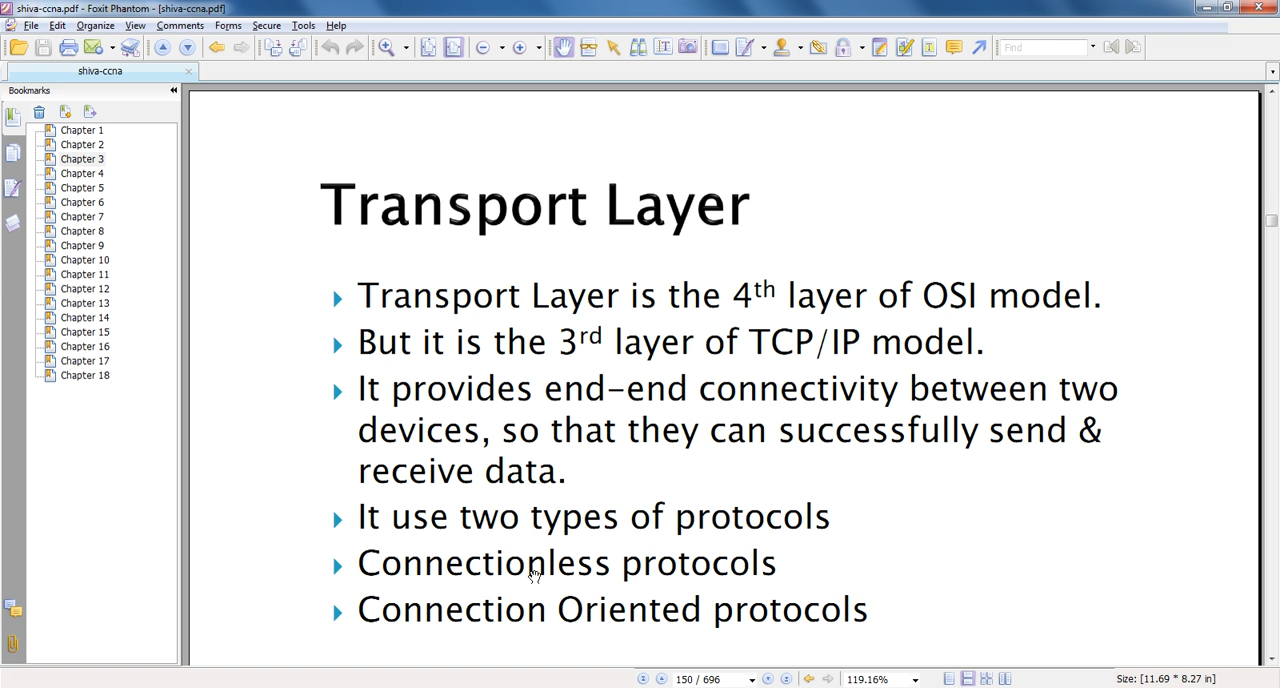 shiva-ccna.pdf - Foxit Phantom - [shiva-ccna.pdf]
File Edit Organize View Comments Forms Secure Tools Help
Find
shiva-ccna
Bookmarks
Chapter 1
Chapter 2
Chapter 3
Chapter 4
Chapter 5
Chapter 6
Chapter 7
Chapter 8
Chapter 9
Chapter 10
Chapter 11
Chapter 12
Chapter 13
Chapter 14
Chapter 15
Chapter 16
Chapter 17
Chapter 18
Transport Layer
Transport Layer is the 4th layer of OSI model.
But it is the 3rd layer of TCP/IP model.
It provides end-end connectivity between two
devices, so that they can successfully send &
receive data.
It use two types of protocols
Connectionless protocols
Connection Oriented protocols
150 / 696
119.16%
Size: [11.69 * 8.27 in]